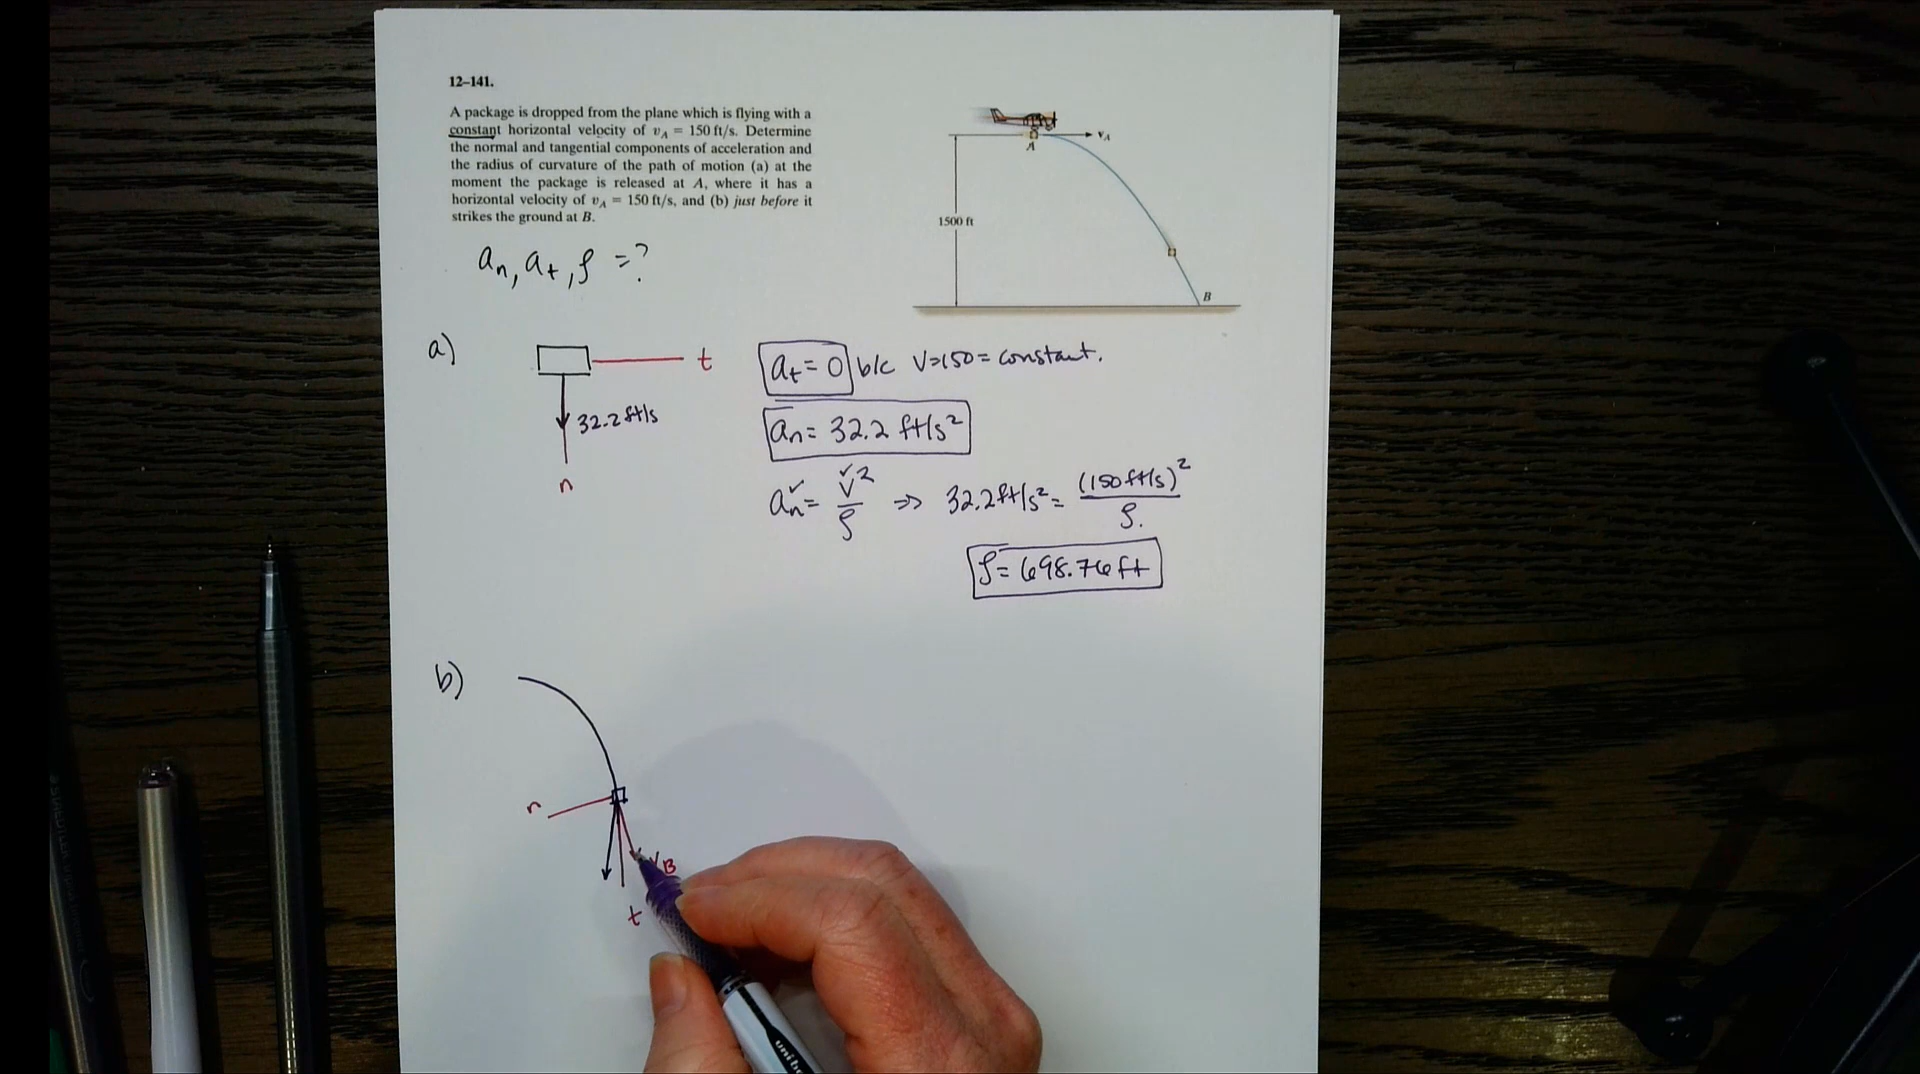 12–141.
A package is dropped from the plane which is flying with a
constant horizontal velocity of vA = 150 ft/s. Determine
the normal and tangential components of acceleration and
the radius of curvature of the path of motion (a) at the
moment the package is released at A, where it has a
horizontal velocity of vA = 150 ft/s, and (b) just before it
strikes the ground at B.
vA
A
1500 ft
B
an, at, ρ = ?
a)
t
32.2 ft/s
n
at = 0 b/c v=150 = constant.
an = 32.2 ft/s²
an = v²/ρ ⇒ 32.2 ft/s² = (150 ft/s)²/ρ.
ρ = 698.76 ft
b)
n
vB
t